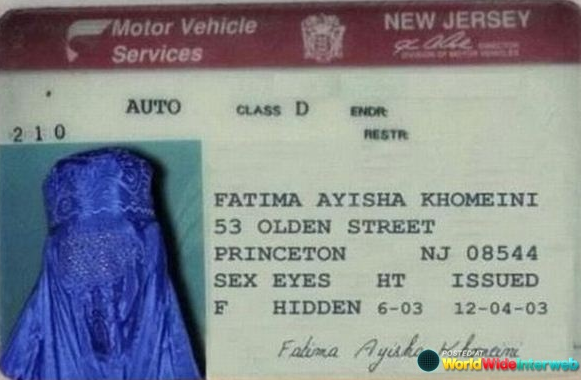 Motor Vehicle
Services
NEW JERSEY
DIRECTOR
DIVISION OF MOTOR VEHICLES
AUTO CLASS D ENDR:
RESTR:
210
FATIMA AYISHA KHOMEINI
53 OLDEN STREET
PRINCETON NJ 08544
SEX EYES HT ISSUED
F HIDDEN 6-03 12-04-03
Fatima Ayisha Khomeini
POSTED AT
WorldWideInterweb